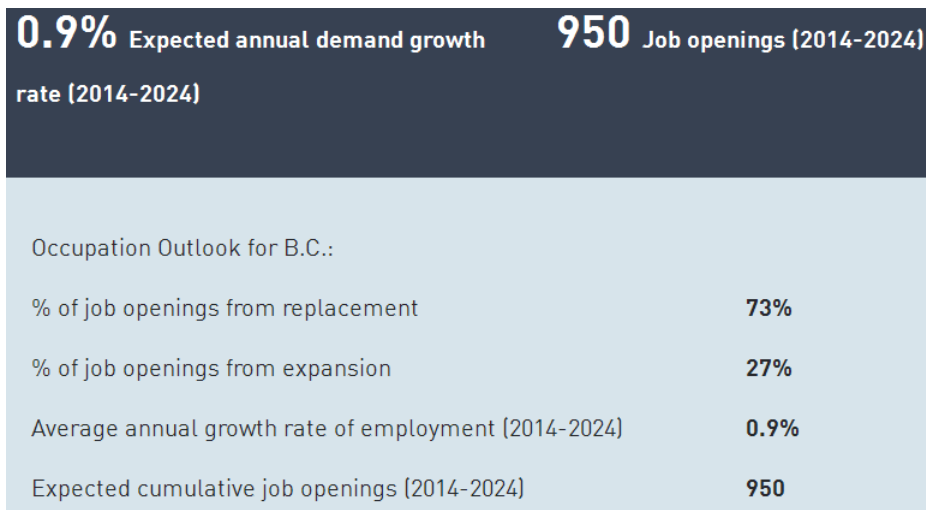 0.9% Expected annual demand growth
rate (2014-2024)
950 Job openings (2014-2024)
Occupation Outlook for B.C.:
% of job openings from replacement 73%
% of job openings from expansion 27%
Average annual growth rate of employment (2014-2024) 0.9%
Expected cumulative job openings (2014-2024) 950